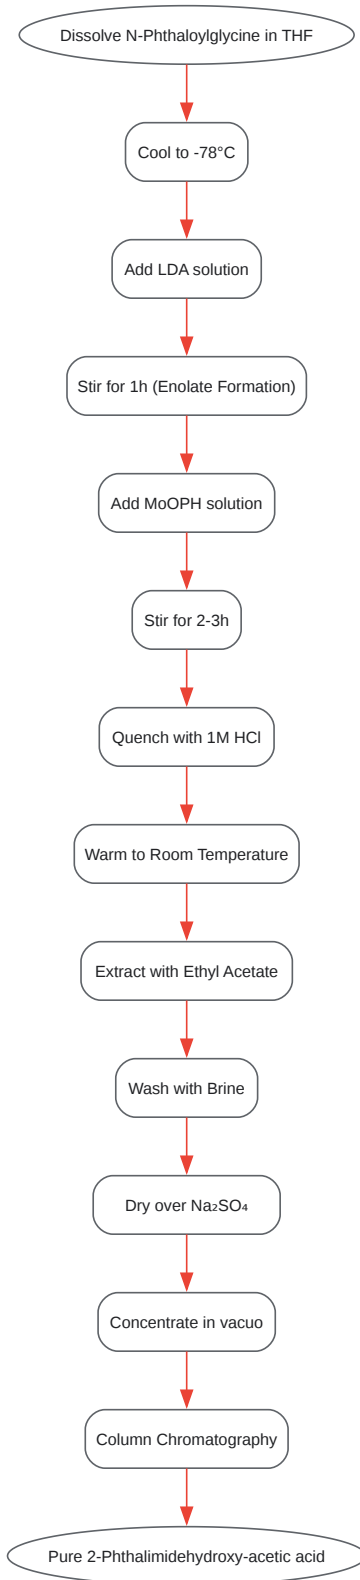 Dissolve N-Phthaloylglycine in THF
Cool to -78°C
Add LDA solution
Stir for 1h (Enolate Formation)
Add MoOPH solution
Stir for 2-3h
Quench with 1M HCl
Warm to Room Temperature
Extract with Ethyl Acetate
Wash with Brine
Dry over Na₂SO₄
Concentrate in vacuo
Column Chromatography
Pure 2-Phthalimidehydroxy-acetic acid